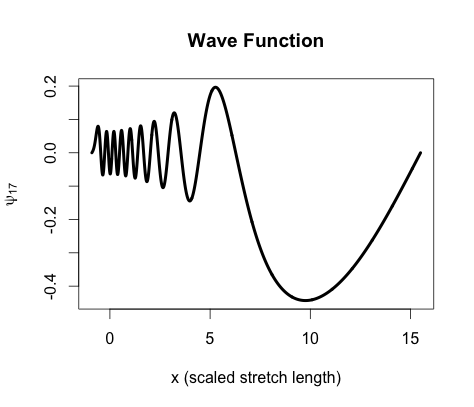 Wave Function
0.2
0.0
-0.2
-0.4
ψ17
0
5
10
15
x (scaled stretch length)